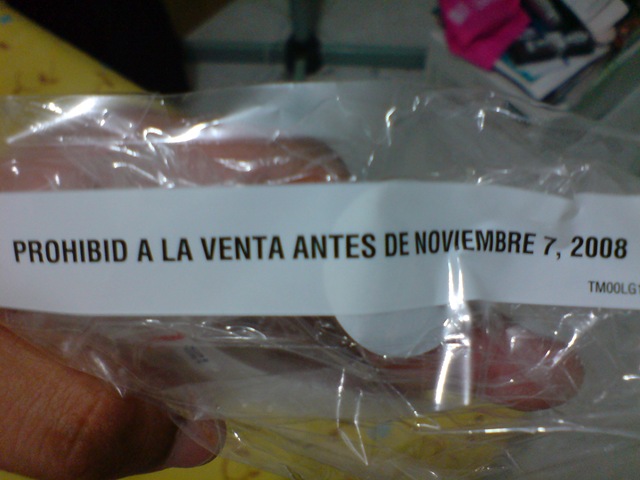 PROHIBID A LA VENTA ANTES DE NOVIEMBRE 7, 2008
TM00LG1